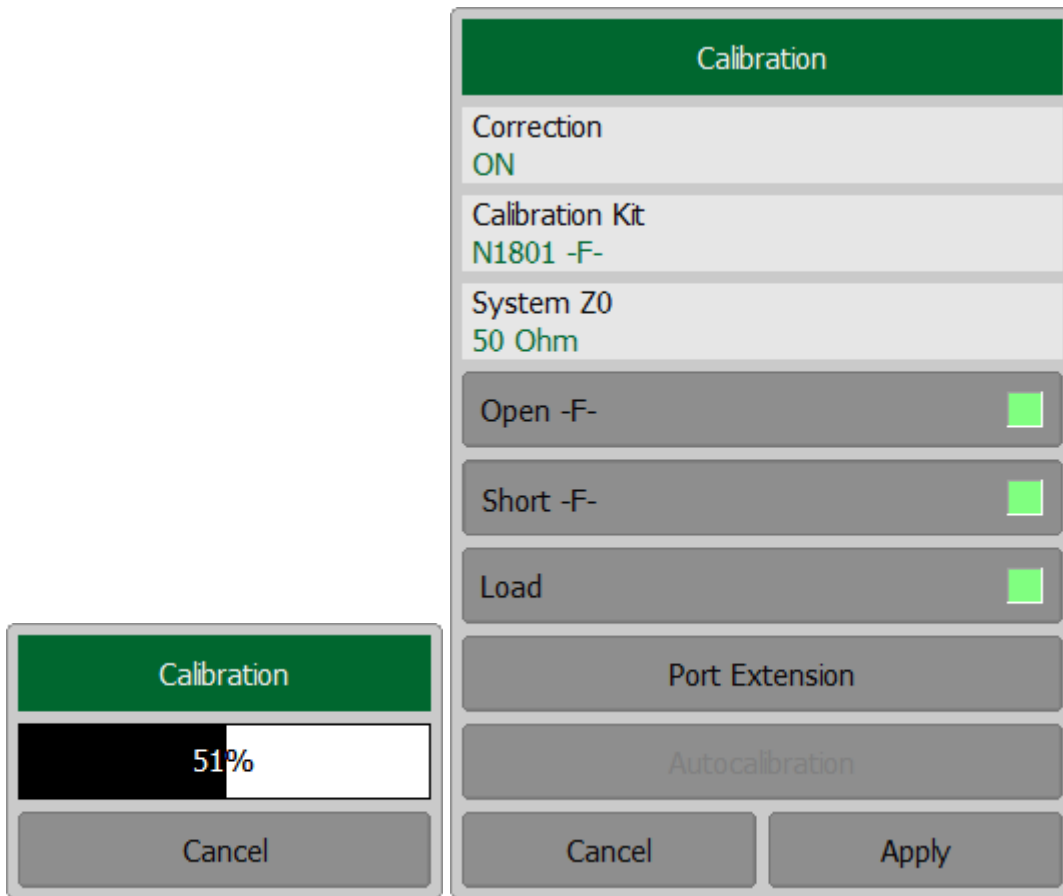 Calibration
51%
Cancel
Calibration
Correction
ON
Calibration Kit
N1801 -F-
System Z0
50 Ohm
Open -F-
Short -F-
Load
Port Extension
Autocalibration
Cancel
Apply